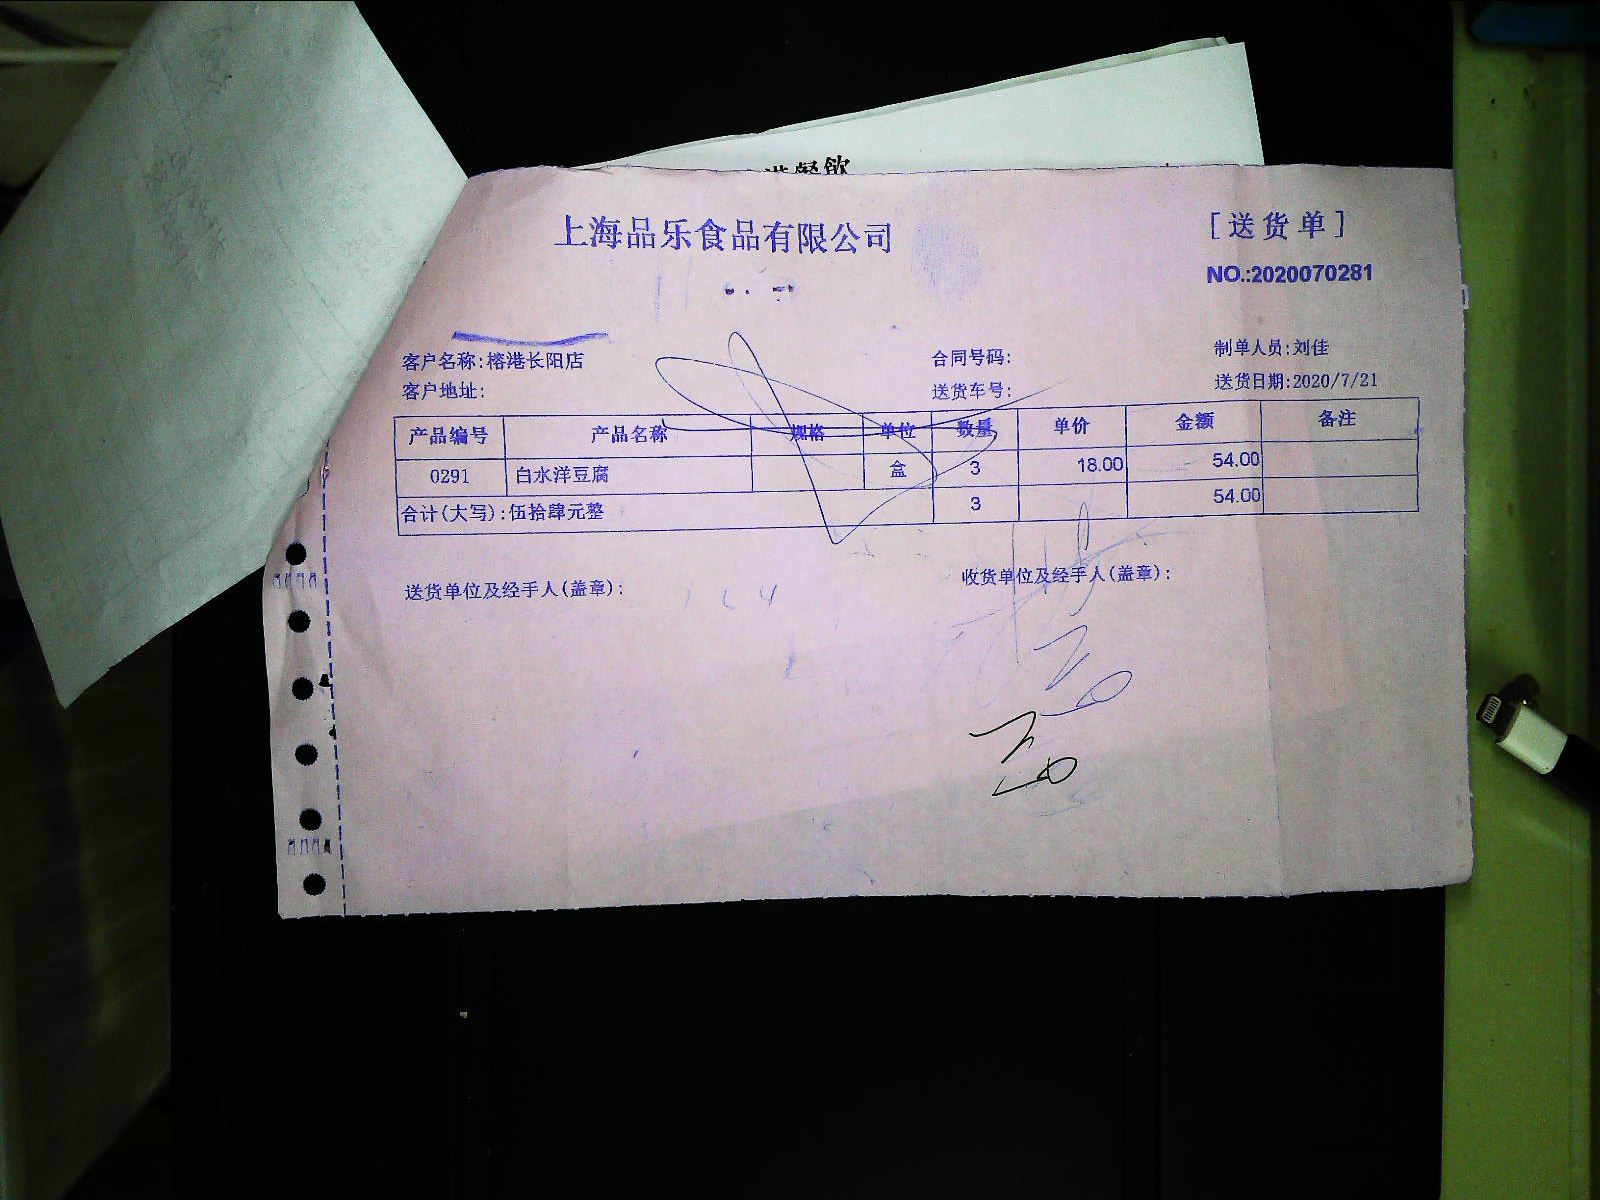 餐飲
上海品乐食品有限公司
[送货单]
NO.:2020070281
客户名称:榕港长阳店
合同号码:
制单人员:刘佳
客户地址:
送货车号:
送货日期:2020/7/21
产品编号 产品名称 规格 单位 数量 单价 金额 备注
0291 白水洋豆腐 盒 3 18.00 54.00
合计(大写):伍拾肆元整 3 54.00
送货单位及经手人(盖章):
收货单位及经手人(盖章):